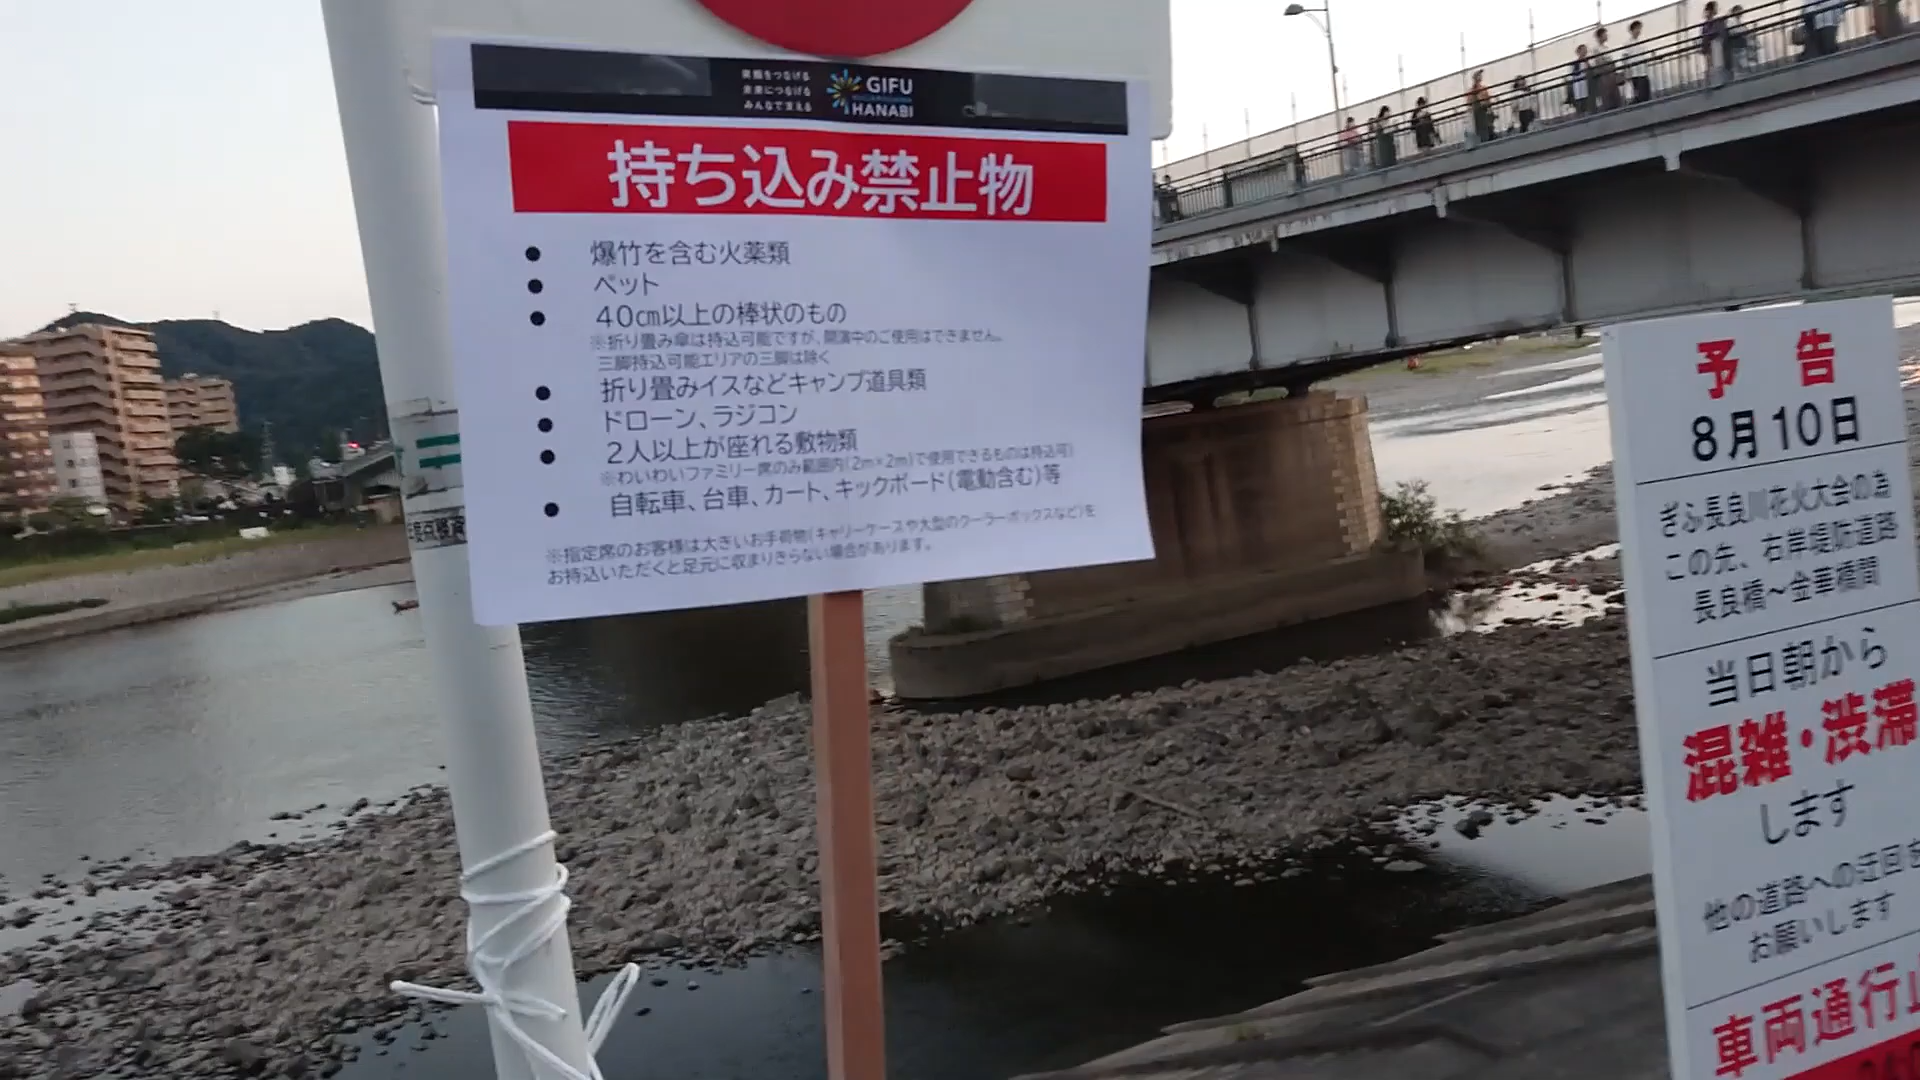 笑顔をつなげる
未来につなげる
みんなで支える
GIFU
HANABI
持ち込み禁止物
● 爆竹を含む火薬類
● ペット
● 40cm以上の棒状のもの
※折り畳み傘は持込可能ですが、開演中のご使用はできません。
三脚持込可能エリアの三脚は除く
● 折り畳みイスなどキャンプ道具類
● ドローン、ラジコン
● 2人以上が座れる敷物類
※わいわいファミリー席のみ範囲内(2m×2m)で使用できるものは持込可)
● 自転車、台車、カート、キックボード(電動含む)等
※指定席のお客様は大きいお手荷物(キャリーケースや大型のクーラーボックスなど)を
お持込いただくと足元に収まりきらない場合があります。
予告
8月10日
ぎふ長良川花火大会の為
この先、右岸堤防道路
長良橋～金華橋間
当日朝から
混雑・渋滞
します
他の道路への迂回を
お願いします
車両通行止